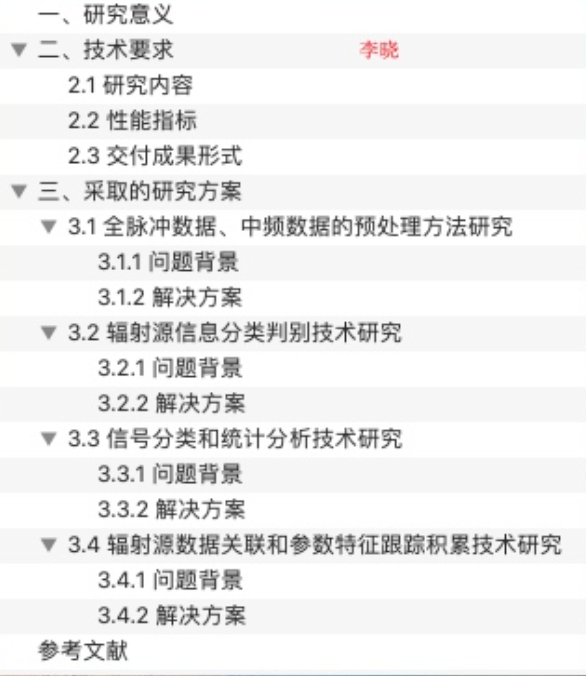 一、研究意义
二、技术要求 李晓
2.1 研究内容
2.2 性能指标
2.3 交付成果形式
三、采取的研究方案
3.1 全脉冲数据、中频数据的预处理方法研究
3.1.1 问题背景
3.1.2 解决方案
3.2 辐射源信息分类判别技术研究
3.2.1 问题背景
3.2.2 解决方案
3.3 信号分类和统计分析技术研究
3.3.1 问题背景
3.3.2 解决方案
3.4 辐射源数据关联和参数特征跟踪积累技术研究
3.4.1 问题背景
3.4.2 解决方案
参考文献